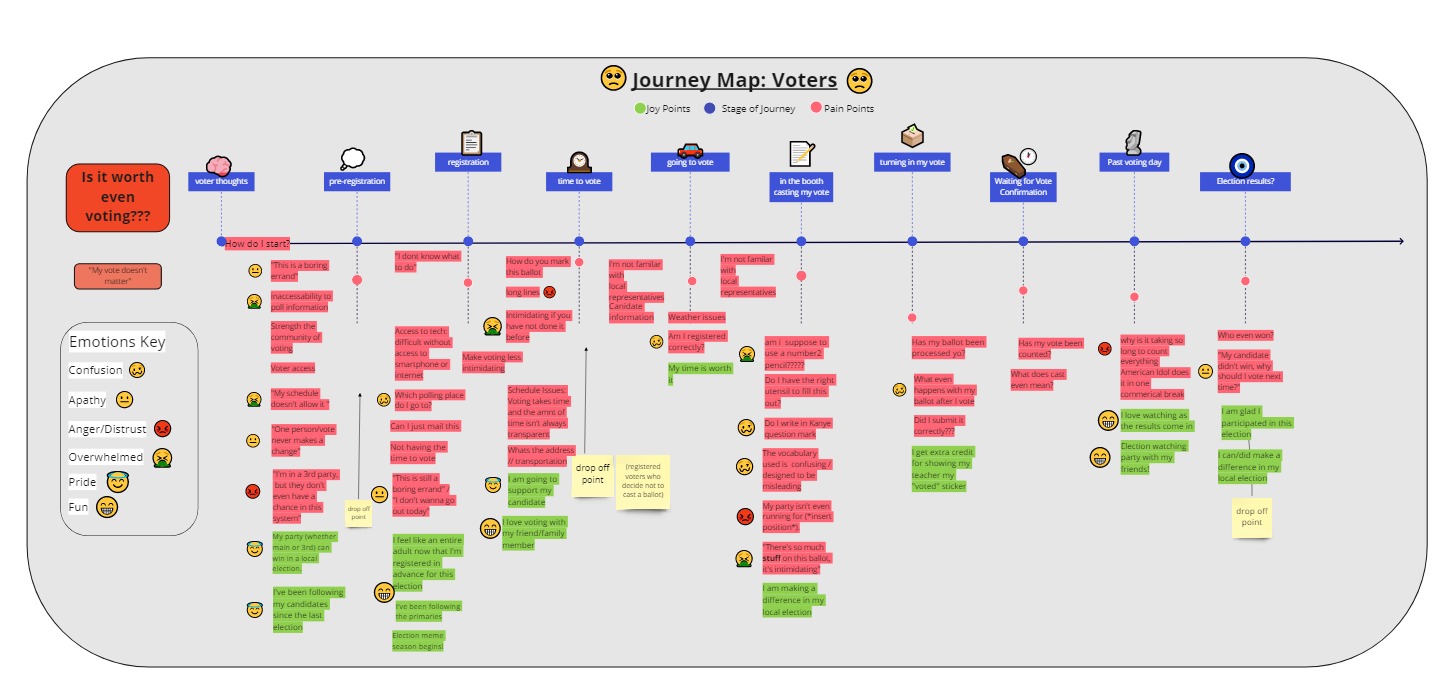 Journey Map: Voters
Joy Points
Stage of Journey
Pain Points
Is it worth
even
voting???
"My vote doesn't
matter"
Emotions Key
Confusion
Apathy
Anger/Distrust
Overwhelmed
Pride
Fun
voter thoughts
pre-registration
registration
time to vote
going to vote
in the booth
casting my vote
turning in my vote
Waiting for Vote
Confirmation
Past voting day
Election results?
How do I start?
"This is a boring
errand"
Inaccessability to
poll information
Strength the
community of
voting
Voter access
"My schedule
doesn't allow it "
"One person/vote
never makes a
change"
"I'm in a 3rd party,
but they don't
even have a
chance in this
system"
My party (whether
main or 3rd) can
win in a local
election.
I've been following
my candidates
since the last
election
drop off
point
"I dont know what
to do"
Access to tech:
difficult without
access to
smartphone or
internet
Which polling place
do I go to?
Can I just mail this
Not having the
time to vote
"This is still a
boring errand" /
"I don't wanna go
out today"
I feel like an entire
adult now that I'm
registered in
advance for this
election
I've been following
the primaries
Election meme
season begins!
How do you mark
this ballot
long lines
Intimidating if you
have not done it
before
Make voting less
intimidating
Schedule Issues:
Voting takes time
and the amnt of
time isn't always
transparent
Whats the address
// transportation
I am going to
support my
candidate
I love voting with
my friend/family
member
drop off
point
(registered
voters who
decide not to
cast a ballot)
I'm not familar
with
local
representatives
Canidate
information
Weather issues
Am I registered
correctly?
My time is worth
it
I'm not familar
with
local
representatives
am i suppose to
use a number2
pencil?????
Do I have the right
utensil to fill this
out?
Do I write in Kanye
question mark
The vocabulary
used is confusing /
designed to be
misleading
My party isn't even
running for (*insert
position*).
"There's so much
stuff on this ballot,
it's intimidating"
I am making a
difference in my
local election
Has my ballot been
processed yo?
What even
happens with my
ballot after I vote
Did I submit it
correctly???
I get extra credit
for showing my
teacher my
"voted" sticker
Has my vote been
counted?
What does cast
even mean?
why is it taking so
long to count
everything
American Idol does
it in one
commerical break
I love watching as
the results come in
Election watching
party with my
friends!
Who even won?
"My candidate
didn't win, why
should I vote next
time?"
I am glad I
participated in this
election
I can/did make a
difference in my
local election
drop off
point